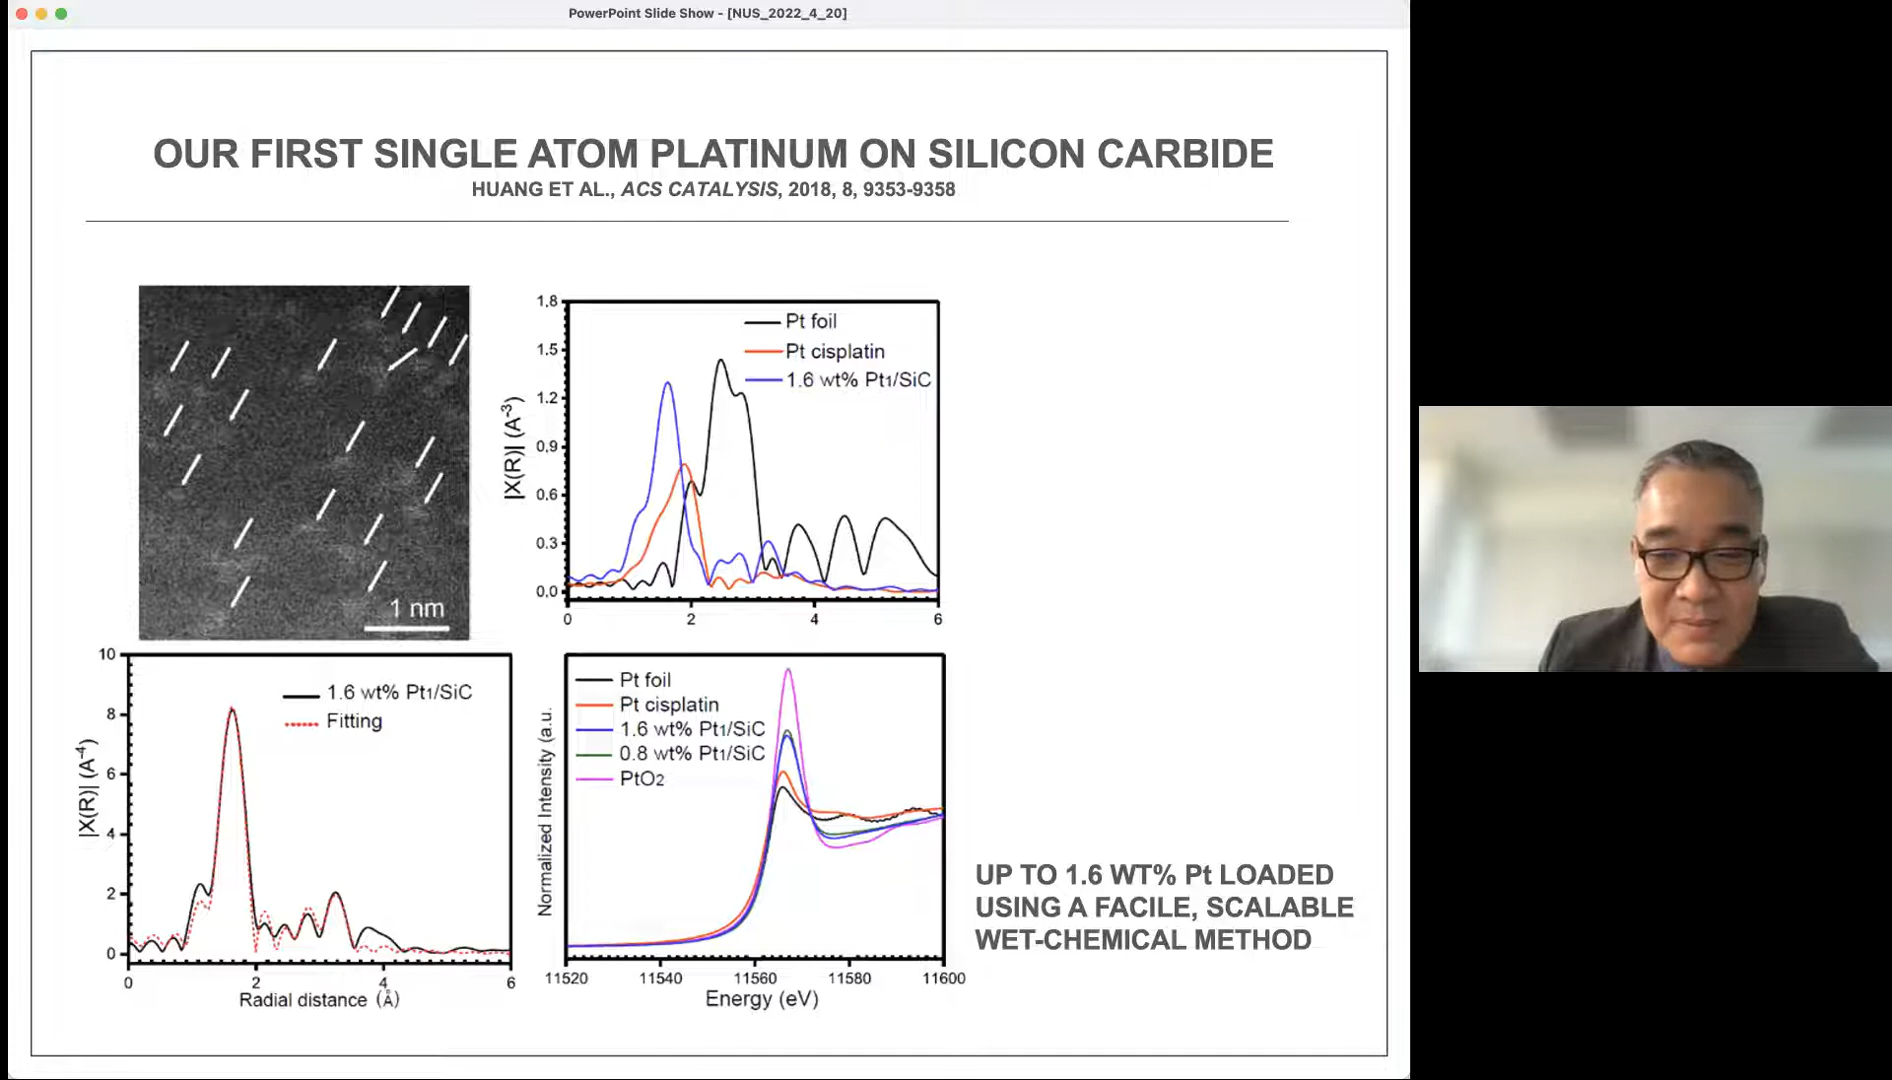 PowerPoint Slide Show - [NUS_2022_4_20]
OUR FIRST SINGLE ATOM PLATINUM ON SILICON CARBIDE
HUANG ET AL., ACS CATALYSIS, 2018, 8, 9353-9358
1 nm
1.8
1.5
1.2
0.9
0.6
0.3
0.0
|X(R)| (A⁻³)
Pt foil
Pt cisplatin
1.6 wt% Pt1/SiC
0
2
4
6
10
8
6
4
2
0
|X(R)| (A⁻⁴)
1.6 wt% Pt1/SiC
Fitting
0
2
4
6
Radial distance (Å)
Normalized Intensity (a.u.
Pt foil
Pt cisplatin
1.6 wt% Pt1/SiC
0.8 wt% Pt1/SiC
PtO2
11520
11540
11560
11580
11600
Energy (eV)
UP TO 1.6 WT% Pt LOADED
USING A FACILE, SCALABLE
WET-CHEMICAL METHOD